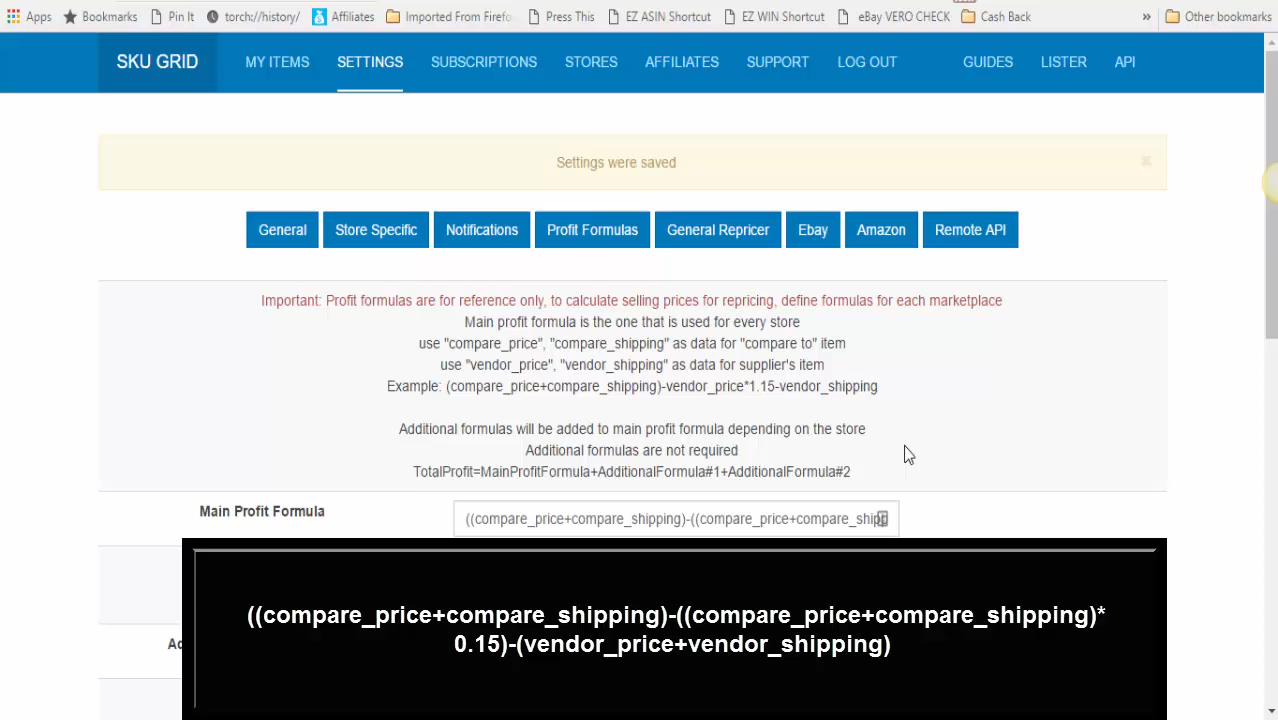 Apps Bookmarks Pin It torch://history/ Affiliates Imported From Firefo Press This EZ ASIN Shortcut EZ WIN Shortcut eBay VERO CHECK Cash Back » Other bookmarks
SKU GRID MY ITEMS SETTINGS SUBSCRIPTIONS STORES AFFILIATES SUPPORT LOG OUT GUIDES LISTER API
Settings were saved ×
General Store Specific Notifications Profit Formulas General Repricer Ebay Amazon Remote API
Important: Profit formulas are for reference only, to calculate selling prices for repricing, define formulas for each marketplace
Main profit formula is the one that is used for every store
use "compare_price", "compare_shipping" as data for "compare to" item
use "vendor_price", "vendor_shipping" as data for supplier's item
Example: (compare_price+compare_shipping)-vendor_price*1.15-vendor_shipping
Additional formulas will be added to main profit formula depending on the store
Additional formulas are not required
TotalProfit=MainProfitFormula+AdditionalFormula#1+AdditionalFormula#2
Main Profit Formula ((compare_price+compare_shipping)-((compare_price+compare_shipp
((compare_price+compare_shipping)-((compare_price+compare_shipping)*
0.15)-(vendor_price+vendor_shipping)